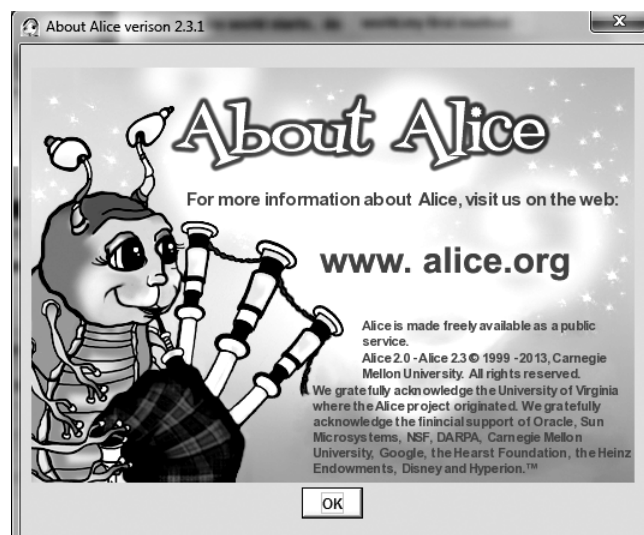 About Alice verison 2.3.1
x
About Alice
For more information about Alice, visit us on the web:
www. alice.org
Alice is made freely available as a public
service.
Alice 2.0 - Alice 2.3 © 1999 - 2013, Carnegie
Mellon University. All rights reserved.
We gratefully acknowledge the University of Virginia
where the Alice project originated. We gratefully
acknowledge the finincial support of Oracle, Sun
Microsystems, NSF, DARPA, Carnegie Mellon
University, Google, the Hearst Foundation, the Heinz
Endowments, Disney and Hyperion.™
OK